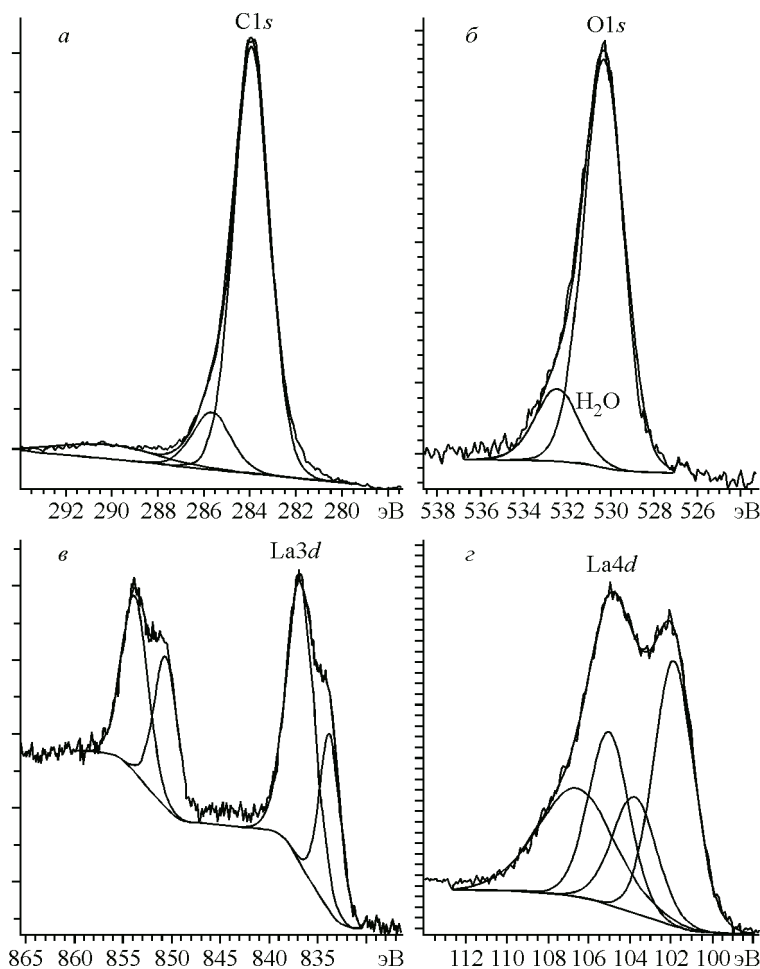 а
C1s
б
O1s
H₂O
292 290 288 286 284 282 280 эВ
538 536 534 532 530 528 526 эВ
в
La3d
г
La4d
865 860 855 850 840 835 эВ
112 110 108 106 105 104 102 100 эВ